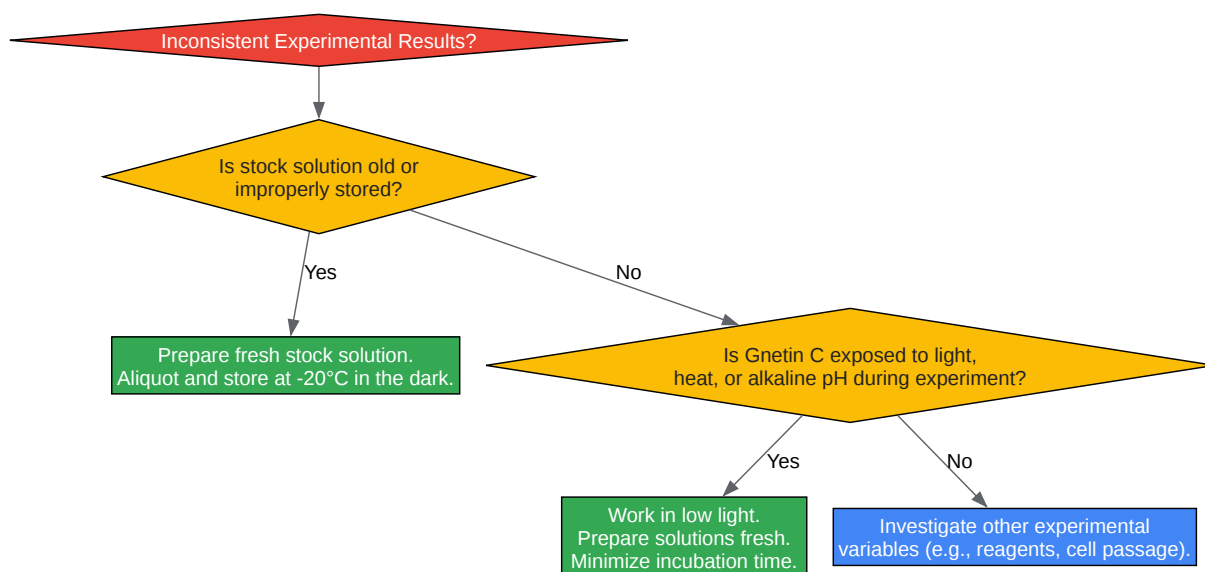 Inconsistent Experimental Results?
Is stock solution old or
improperly stored?
Yes
No
Prepare fresh stock solution.
Aliquot and store at -20°C in the dark.
Is Gnetin C exposed to light,
heat, or alkaline pH during experiment?
Yes
No
Work in low light.
Prepare solutions fresh.
Minimize incubation time.
Investigate other experimental
variables (e.g., reagents, cell passage).